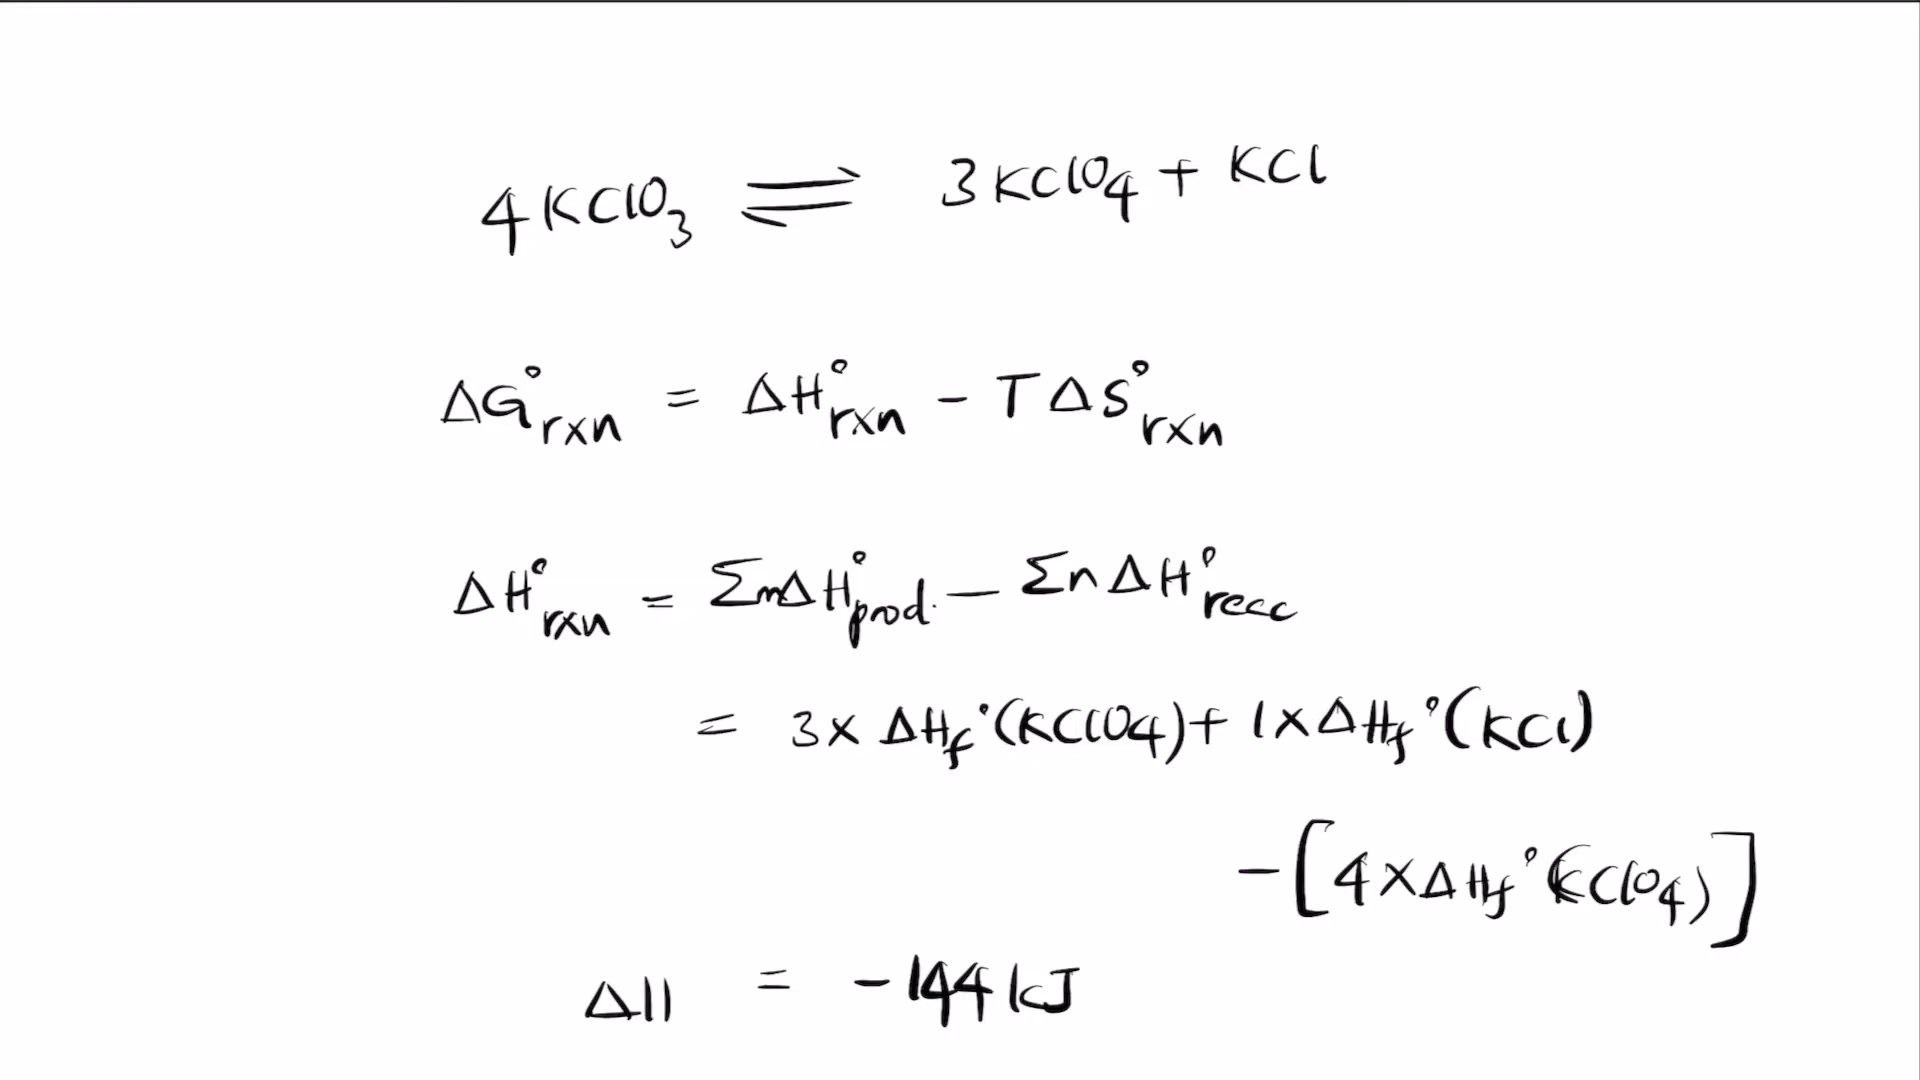 4KClO₃ ⇌ 3KClO₄ + KCl
ΔG°rxn = ΔH°rxn - TΔS°rxn
ΔH°rxn = ΣmΔH°prod. - ΣnΔH°reac
= 3 x ΔHf°(KClO4) + 1 x ΔHf°(KCl)
- [4 x ΔHf°(KClO4)]
ΔH = -144 kJ